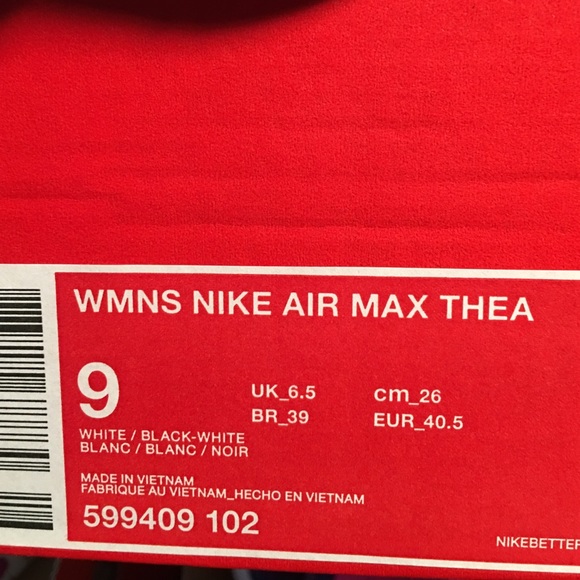 WMNS NIKE AIR MAX THEA
9
UK_6.5 cm_26
BR_39 EUR_40.5
WHITE / BLACK-WHITE
BLANC / BLANC / NOIR
MADE IN VIETNAM
FABRIQUE AU VIETNAM_HECHO EN VIETNAM
599409 102
NIKEBETTER